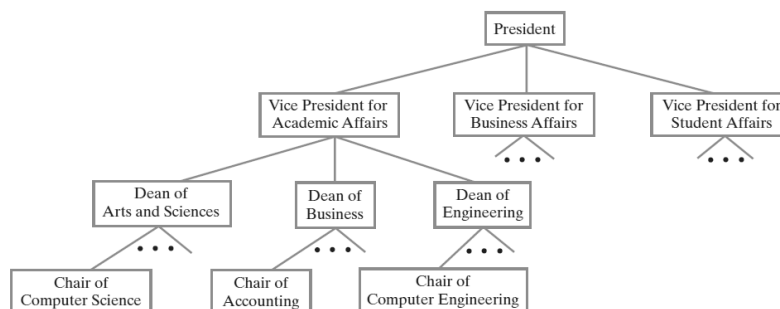 President
Vice President for
Academic Affairs
Vice President for
Business Affairs
Vice President for
Student Affairs
Dean of
Arts and Sciences
Dean of
Business
Dean of
Engineering
Chair of
Computer Science
Chair of
Accounting
Chair of
Computer Engineering